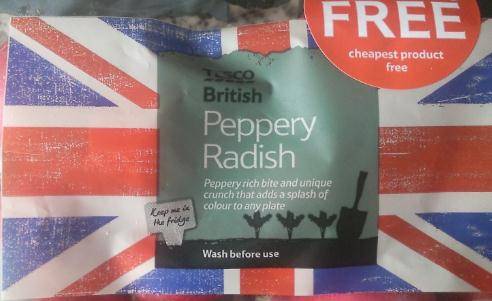 FREE
cheapest product
free
TESCO
British
Peppery
Radish
Peppery rich bite and unique
crunch that adds a splash of
colour to any plate
Keep me in
the fridge
Wash before use